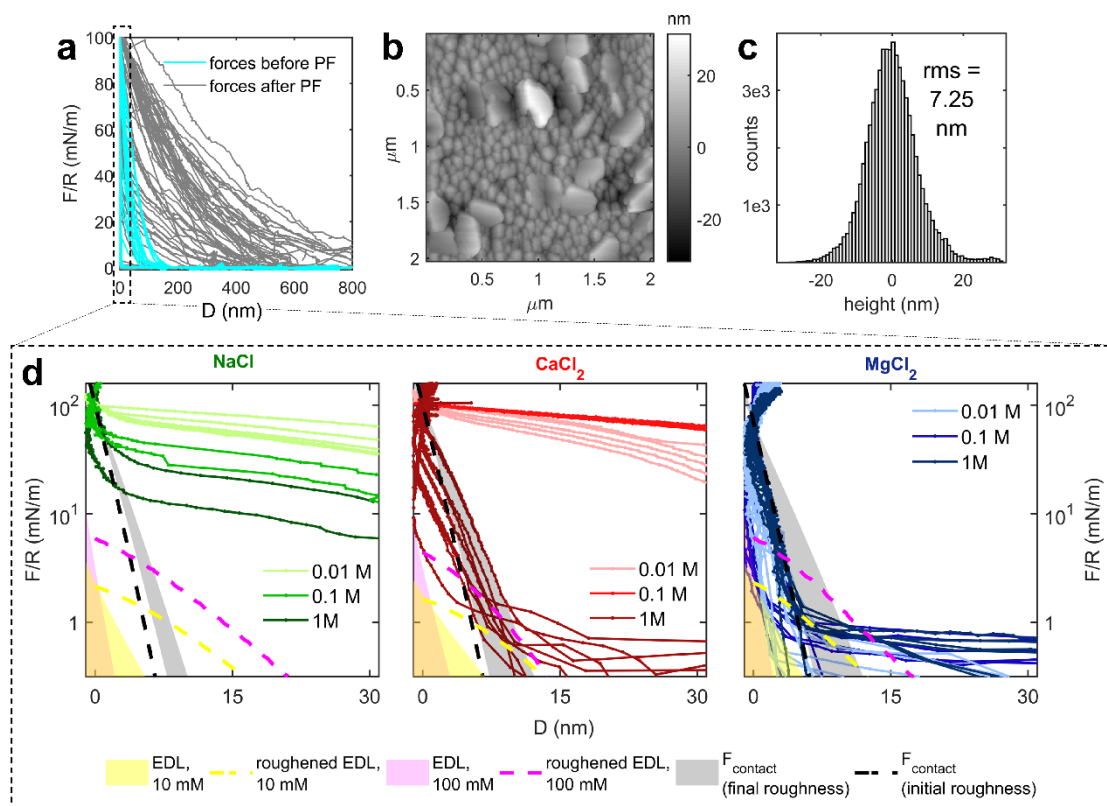 a
100
80
60
40
20
0
F/R (mN/m)
forces before PF
forces after PF
0 200 400 600 800
D (nm)
b
0.5
1
1.5
2
μm
0.5 1 1.5 2
μm
nm
20
0
-20
c
3e3
1e3
counts
rms =
7.25
nm
-20 0 20
height (nm)
d
NaCl
CaCl2
MgCl2
F/R (mN/m)
10²
10¹
1
0.01 M
0.1 M
1M
0 15 30
0.01 M
0.1 M
1M
0 15 30
D (nm)
0.01 M
0.1 M
1M
0 15 30
10²
10¹
1
F/R (mN/m)
EDL,
10 mM
roughened EDL,
10 mM
EDL,
100 mM
roughened EDL,
100 mM
Fcontact
(final roughness)
Fcontact
(initial roughness)